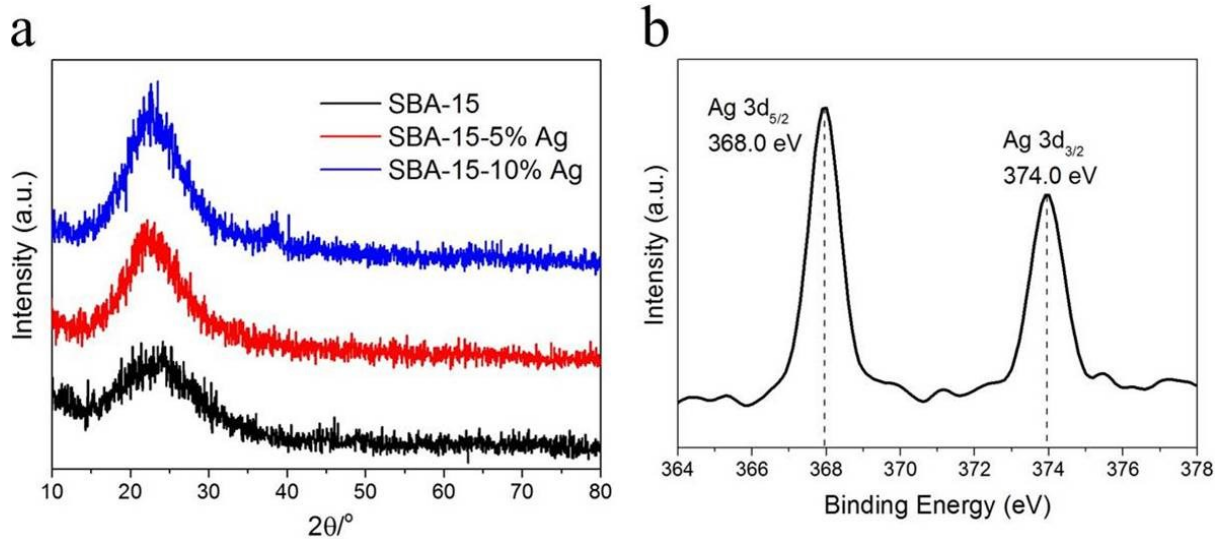 a
SBA-15
SBA-15-5% Ag
SBA-15-10% Ag
Intensity (a.u.)
10 20 30 40 50 60 70 80
2θ/°
b
Ag 3d5/2
368.0 eV
Ag 3d3/2
374.0 eV
Intensity (a.u.)
364 366 368 370 372 374 376 378
Binding Energy (eV)